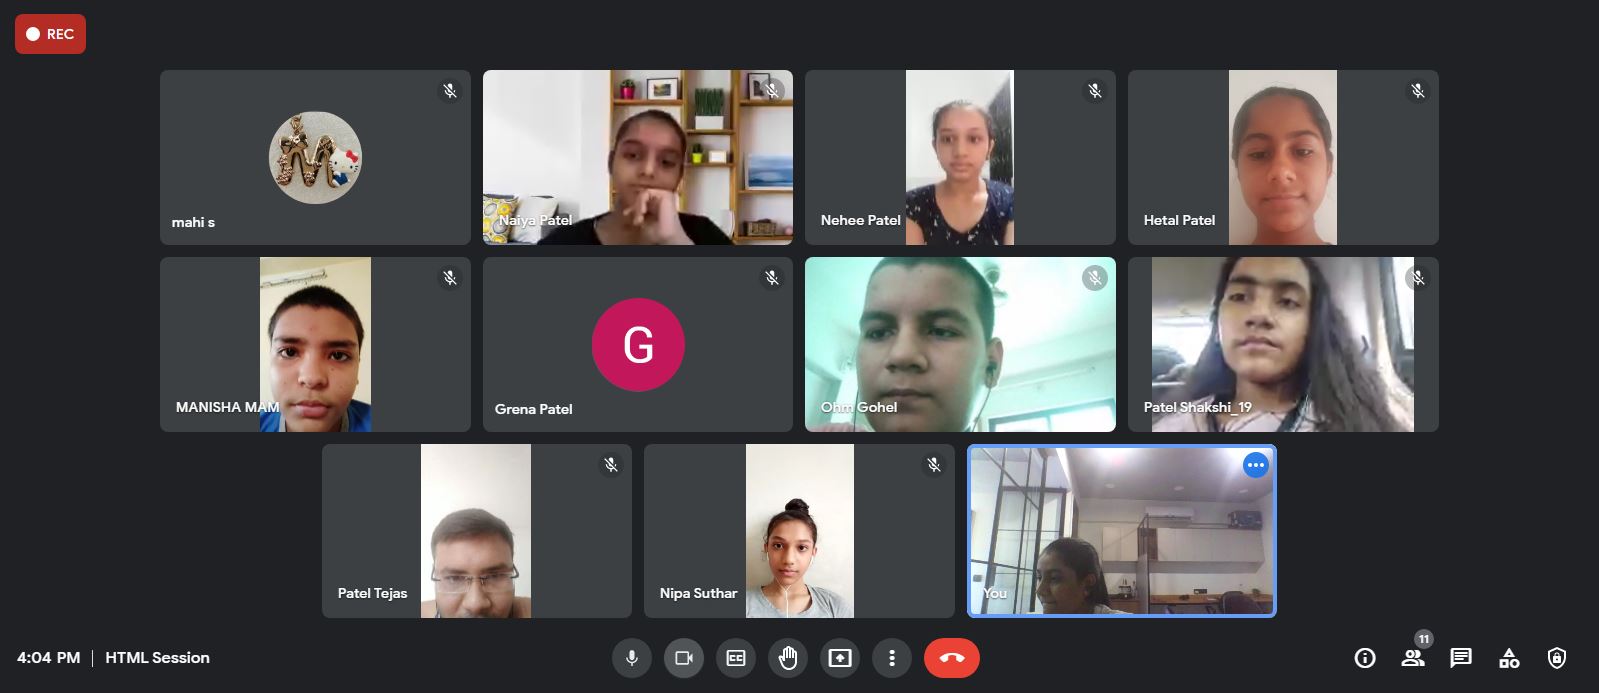 REC
mahi s
Naiya Patel
Nehee Patel
Hetal Patel
MANISHA MAM
G
Grena Patel
Ohm Gohel
Patel Shakshi_19
Patel Tejas
Nipa Suthar
You
4:04 PM | HTML Session
CC
11